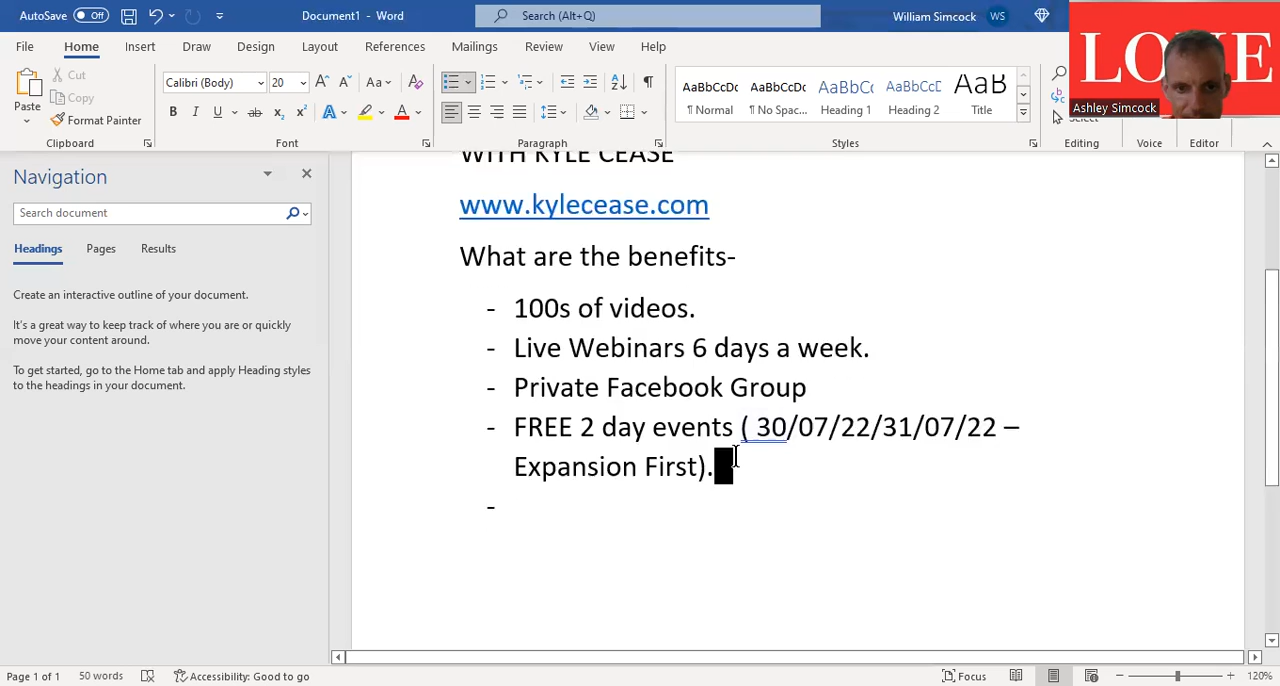 AutoSave Off
Document1 - Word
Search (Alt+Q)
William Simcock WS
File Home Insert Draw Design Layout References Mailings Review View Help
LOVE
Ashley Simcock
Paste
Cut
Copy
Format Painter
Calibri (Body) 20
AaBbCcDc AaBbCcDc AaBbCc AaBbCcD AaB
¶ Normal ¶ No Spac... Heading 1 Heading 2 Title
Select
Clipboard Font Paragraph Styles Editing Voice Editor
Navigation
Search document
Headings Pages Results
Create an interactive outline of your document.
It's a great way to keep track of where you are or quickly
move your content around.
To get started, go to the Home tab and apply Heading styles
to the headings in your document.
WITH KYLE CEASE
www.kylecease.com
What are the benefits-
- 100s of videos.
- Live Webinars 6 days a week.
- Private Facebook Group
- FREE 2 day events ( 30/07/22/31/07/22 –
Expansion First).
-
Page 1 of 1 50 words Accessibility: Good to go Focus 120%